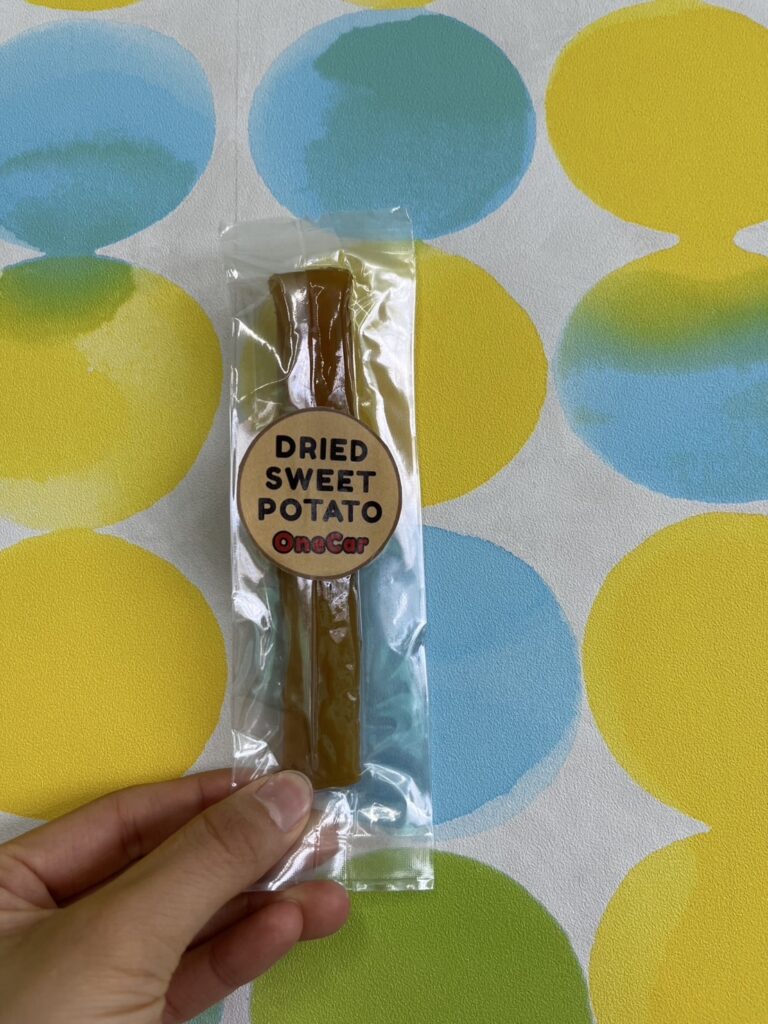 DRIED
SWEET
POTATO
OneCar